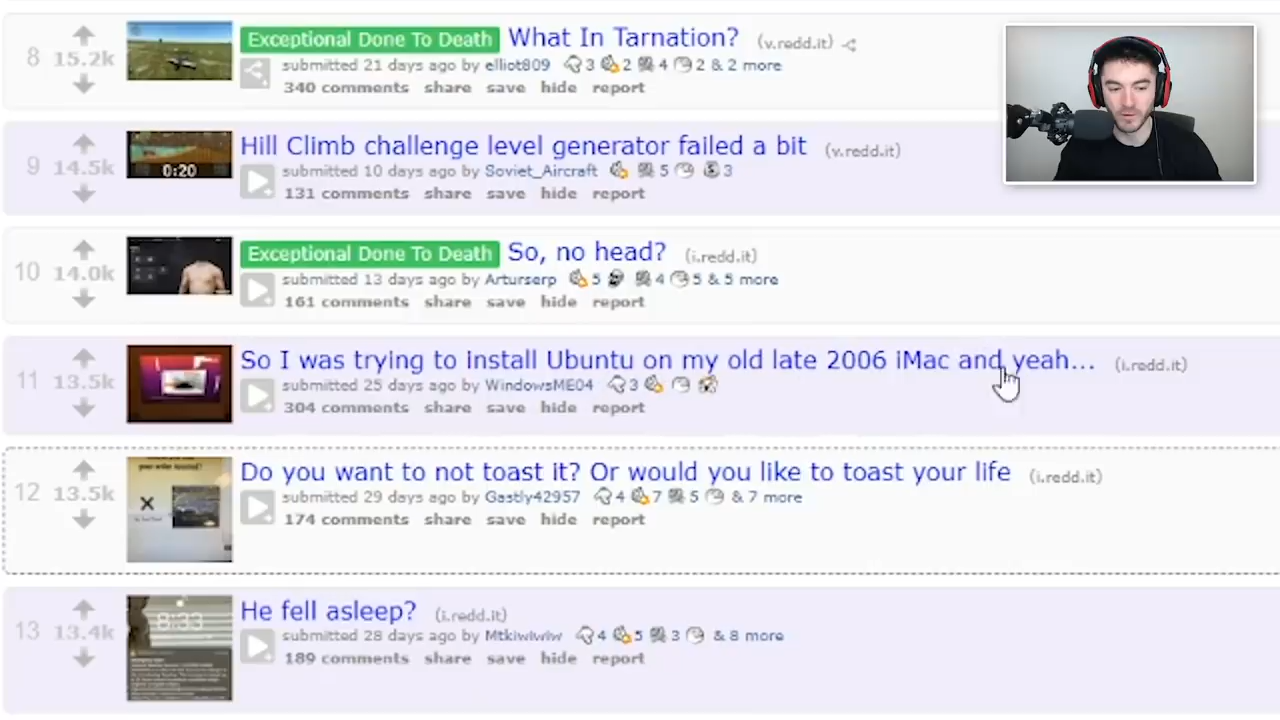 8 15.2k Exceptional Done To Death What In Tarnation? (v.redd.it)
submitted 21 days ago by elliot809 3 2 4 2 & 2 more
340 comments share save hide report
9 14.5k Hill Climb challenge level generator failed a bit (v.redd.it)
0:20
submitted 10 days ago by Soviet_Aircraft 5 3
131 comments share save hide report
10 14.0k Exceptional Done To Death So, no head? (i.redd.it)
submitted 13 days ago by Arturserp 5 4 5 & 5 more
161 comments share save hide report
11 13.5k So I was trying to install Ubuntu on my old late 2006 iMac and yeah... (i.redd.it)
submitted 25 days ago by WindowsME04 3
304 comments share save hide report
12 13.5k Do you want to not toast it? Or would you like to toast your life (i.redd.it)
submitted 29 days ago by Gastly42957 4 7 5 & 7 more
174 comments share save hide report
13 13.4k He fell asleep? (i.redd.it)
8:33
submitted 28 days ago by Mtkiwiwiw 4 5 3 & 8 more
189 comments share save hide report